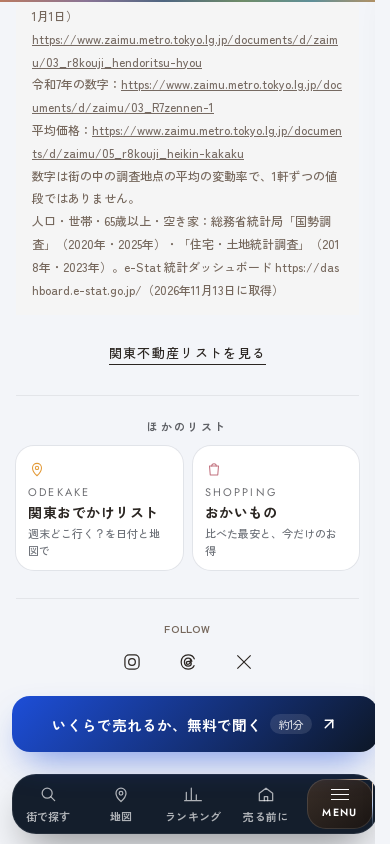 1月1日）
https://www.zaimu.metro.tokyo.lg.jp/documents/d/zaim
u/03_r8kouji_hendoritsu-hyou
令和7年の数字：https://www.zaimu.metro.tokyo.lg.jp/doc
uments/d/zaimu/03_R7zennen-1
平均価格：https://www.zaimu.metro.tokyo.lg.jp/documen
ts/d/zaimu/05_r8kouji_heikin-kakaku
数字は街の中の調査地点の平均の変動率で、1軒ずつの値
段ではありません。
人口・世帯・65歳以上・空き家：総務省統計局「国勢調
査」（2020年・2025年）・「住宅・土地統計調査」（201
8年・2023年）。e-Stat 統計ダッシュボード https://das
hboard.e-stat.go.jp/（2026年11月13日に取得）
関東不動産リストを見る
ほかのリスト
ODEKAKE
関東おでかけリスト
週末どこ行く？を日付と地
図で
SHOPPING
おかいもの
比べた最安と、今だけのお
得
FOLLOW
いくらで売れるか、無料で聞く 約1分
街で探す
地図
ランキング
売る前に
MENU